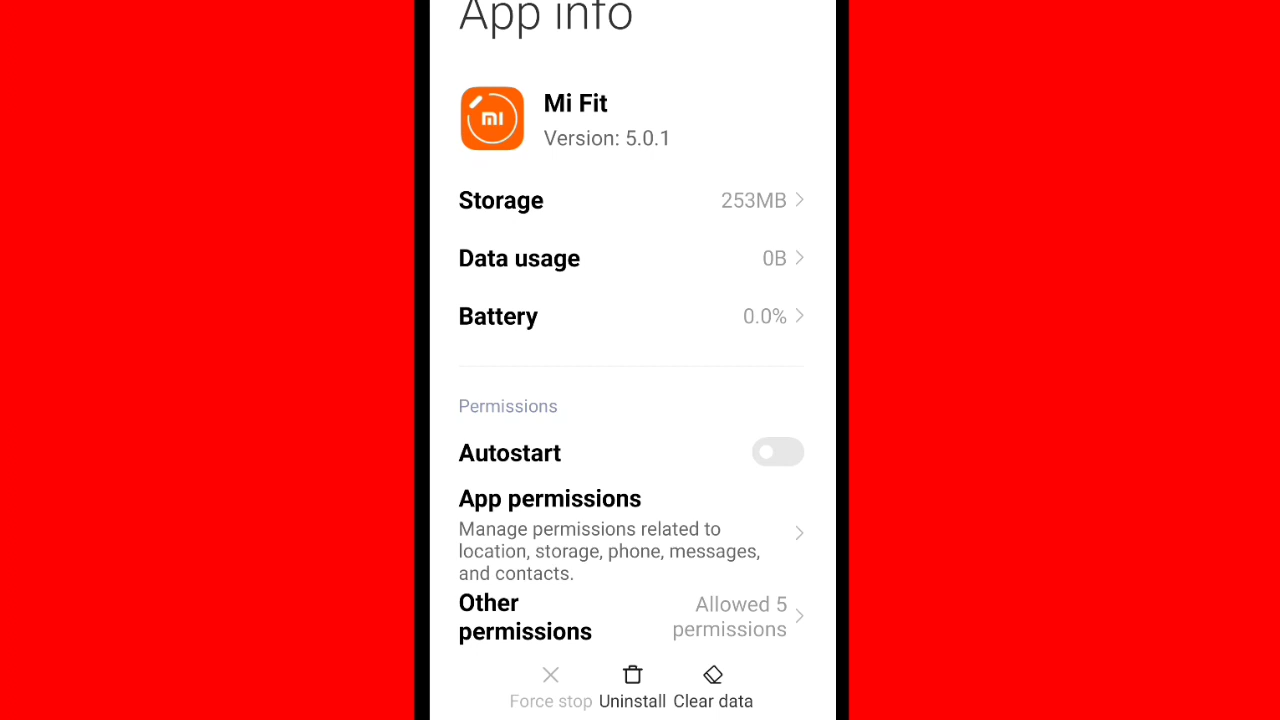 App info
mi
Mi Fit
Version: 5.0.1
Storage 253MB
Data usage 0B
Battery 0.0%
Permissions
Autostart
App permissions
Manage permissions related to
location, storage, phone, messages,
and contacts.
Other permissions Allowed 5 permissions
Force stop Uninstall Clear data